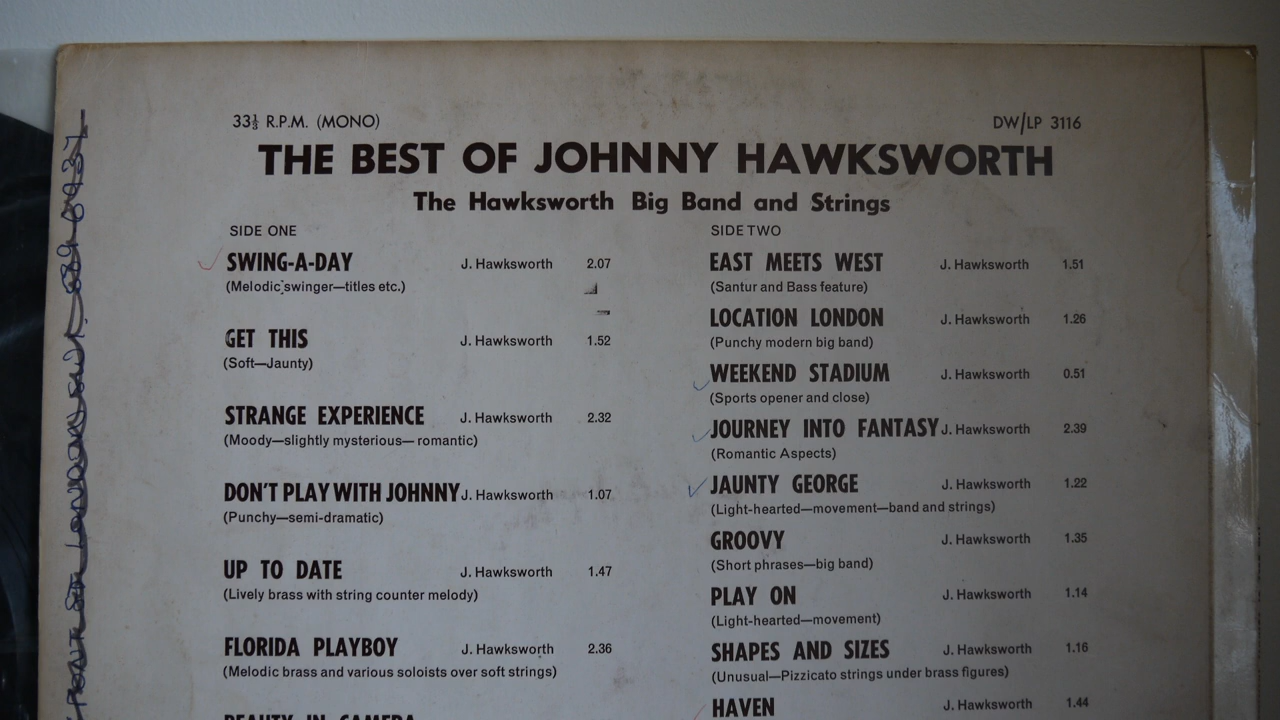 33⅓ R.P.M. (MONO)
DW/LP 3116
THE BEST OF JOHNNY HAWKSWORTH
The Hawksworth Big Band and Strings
SIDE ONE
SWING-A-DAY J. Hawksworth 2.07
(Melodic swinger—titles etc.)
GET THIS J. Hawksworth 1.52
(Soft—Jaunty)
STRANGE EXPERIENCE J. Hawksworth 2.32
(Moody—slightly mysterious— romantic)
DON'T PLAY WITH JOHNNY J. Hawksworth 1.07
(Punchy—semi-dramatic)
UP TO DATE J. Hawksworth 1.47
(Lively brass with string counter melody)
FLORIDA PLAYBOY J. Hawksworth 2.36
(Melodic brass and various soloists over soft strings)
BEAUTY IN CAMERA
SIDE TWO
EAST MEETS WEST J. Hawksworth 1.51
(Santur and Bass feature)
LOCATION LONDON J. Hawksworth 1.26
(Punchy modern big band)
WEEKEND STADIUM J. Hawksworth 0.51
(Sports opener and close)
JOURNEY INTO FANTASY J. Hawksworth 2.39
(Romantic Aspects)
JAUNTY GEORGE J. Hawksworth 1.22
(Light-hearted—movement—band and strings)
GROOVY J. Hawksworth 1.35
(Short phrases—big band)
PLAY ON J. Hawksworth 1.14
(Light-hearted—movement)
SHAPES AND SIZES J. Hawksworth 1.16
(Unusual—Pizzicato strings under brass figures)
HAVEN J. Hawksworth 1.44